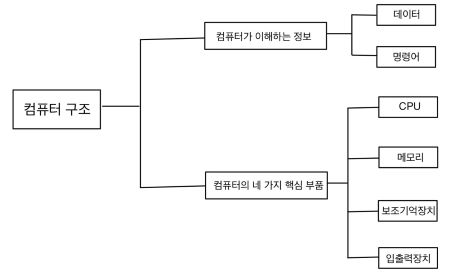 데이터
컴퓨터가 이해하는 정보
명령어
컴퓨터 구조
CPU
메모리
컴퓨터의 네 가지 핵심 부품
보조기억장치
입출력장치